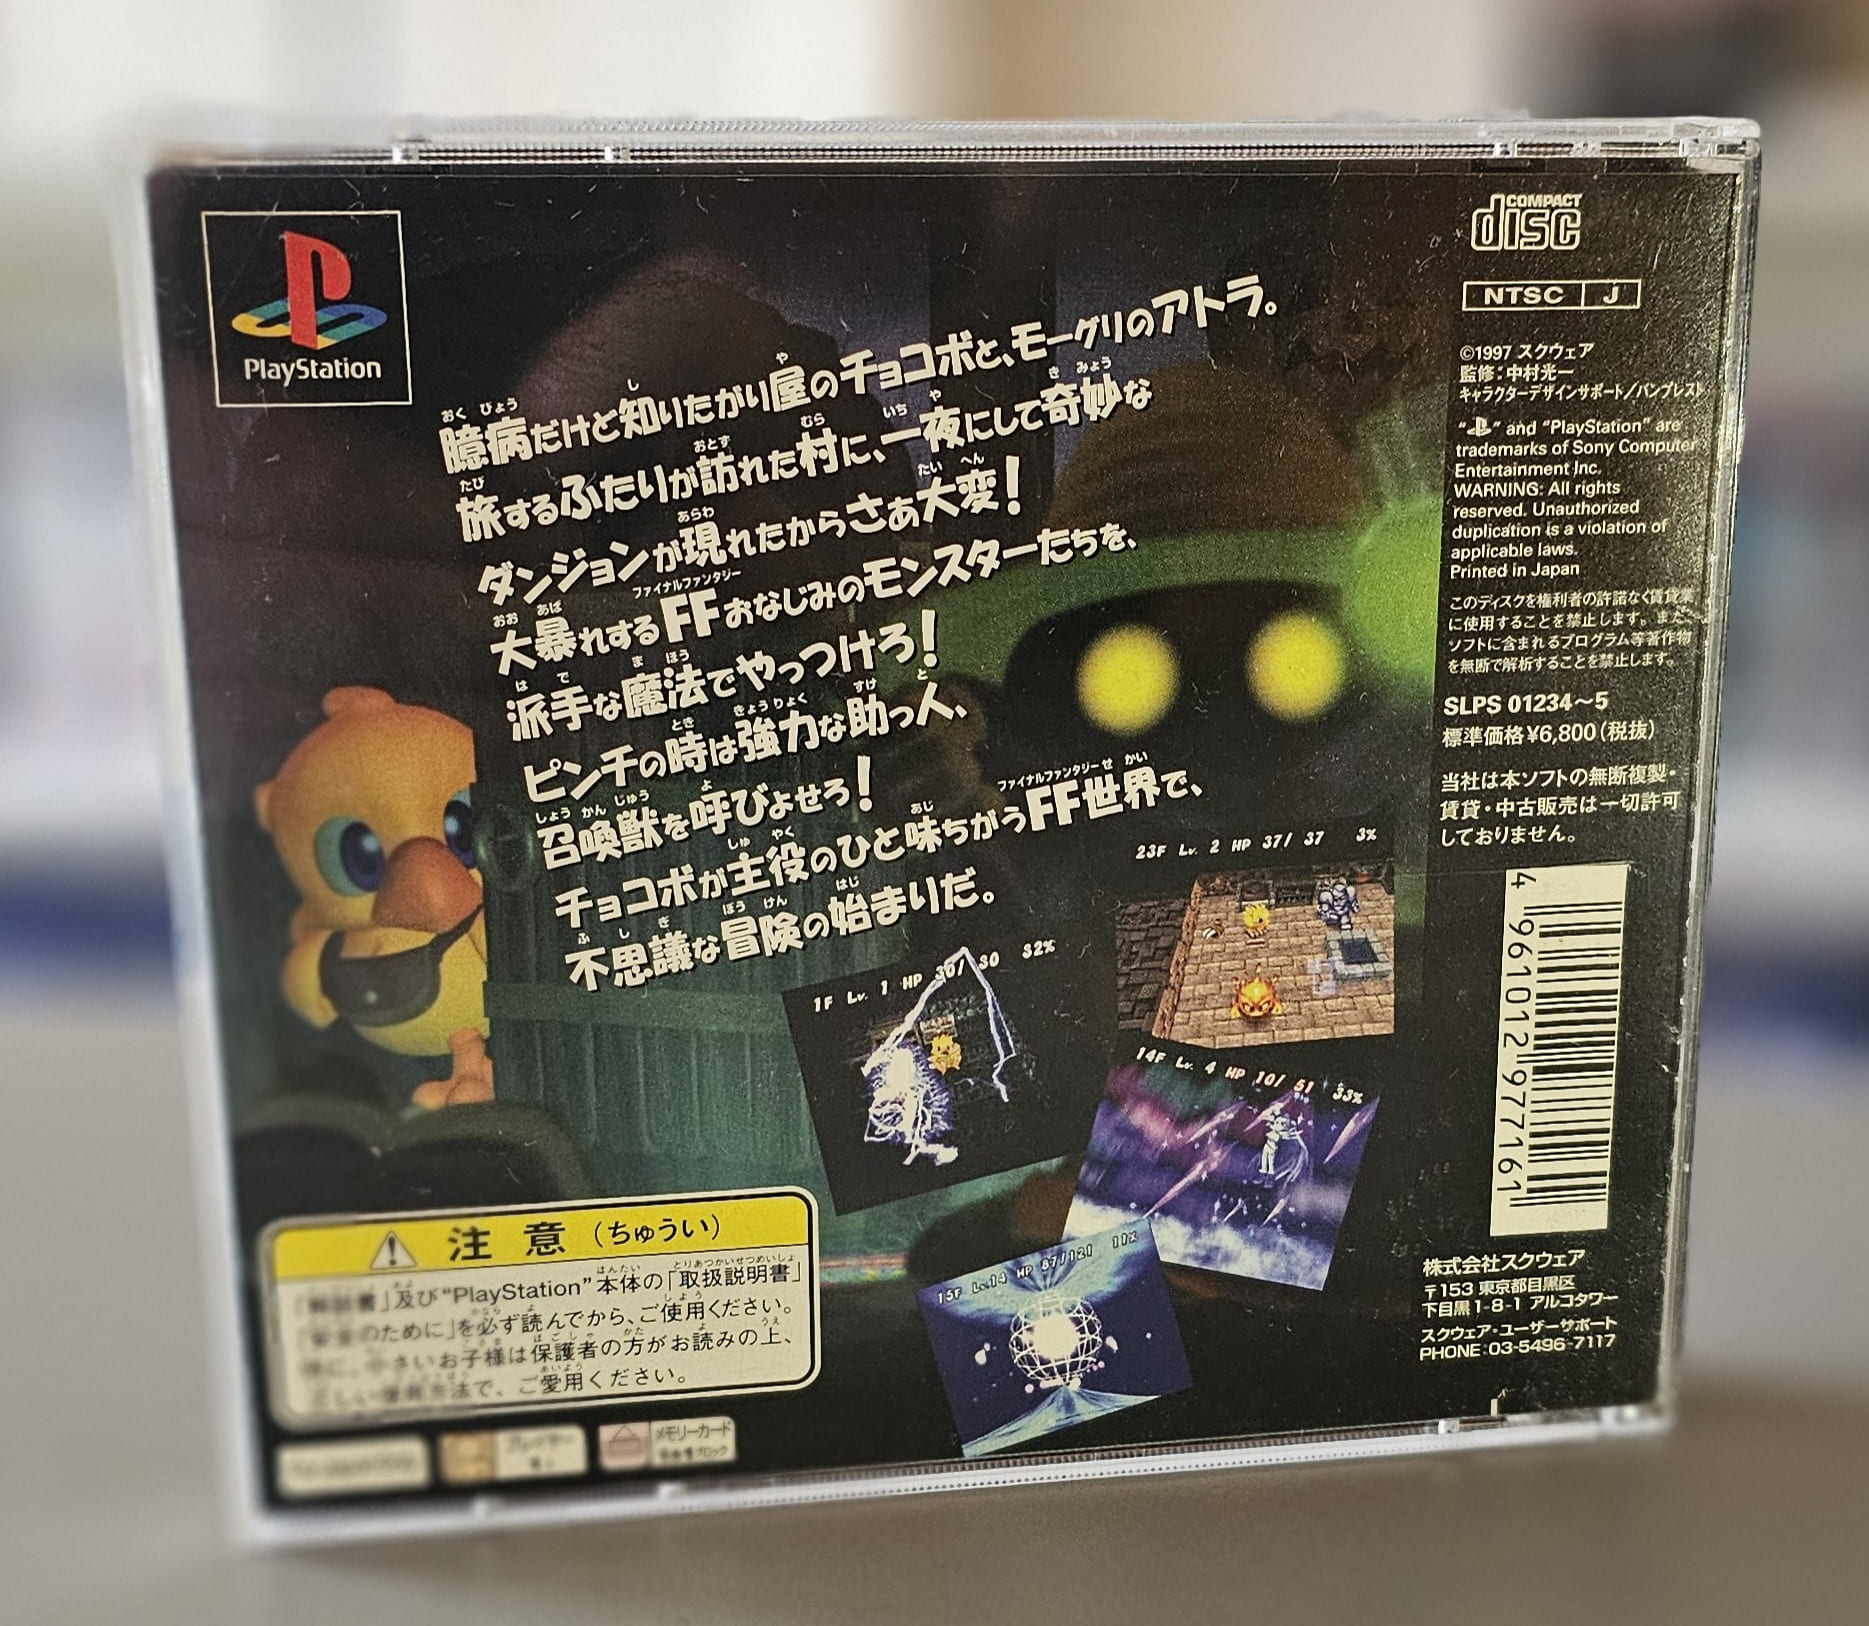 PlayStation
臆病だけど知りたがり屋のチョコボと、モーグリのアトラ。
旅するふたりが訪れた村に、一夜にして奇妙な
ダンジョンが現れたからさぁ大変!
大暴れするFFおなじみのモンスターたちを、
派手な魔法でやっつけろ!
ピンチの時は強力な助っ人、
召喚獣を呼びよせろ!
チョコボが主役のひと味ちがうFF世界で、
不思議な冒険の始まりだ。
COMPACT
disc
NTSC J
©1997 スクウェア
監修:中村光一
キャラクターデザインサポート/バンプレスト
"PS" and "PlayStation" are
trademarks of Sony Computer
Entertainment Inc.
WARNING: All rights
reserved. Unauthorized
duplication is a violation of
applicable laws.
Printed in Japan
このディスクを権利者の許諾なく賃貸業
に使用することを禁止します。また、
ソフトに含まれるプログラム等著作物
を無断で解析することを禁止します。
SLPS 01234~5
標準価格¥6,800(税抜)
当社は本ソフトの無断複製・
賃貸・中古販売は一切許可
しておりません。
4 961012 977161
株式会社スクウェア
〒153 東京都目黒区
下目黒1-8-1 アルコタワー
スクウェア・ユーザーサポート
PHONE:03-5496-7117
23F Lv. 2 HP 37/ 37 3%
1F Lv. 1 HP 30/ 30 32%
14F Lv. 4 HP 10/ 51 33%
15F Lv.14 HP 87/121 11%
注意(ちゅうい)
」及び"PlayStation"本体の「取扱説明書」
のために」を必ず読んでから、ご使用ください。
小さいお子様は保護者の方がお読みの上、
正しい使用方法で、ご愛用ください。
プレイヤー
メモリーカード
ブロック